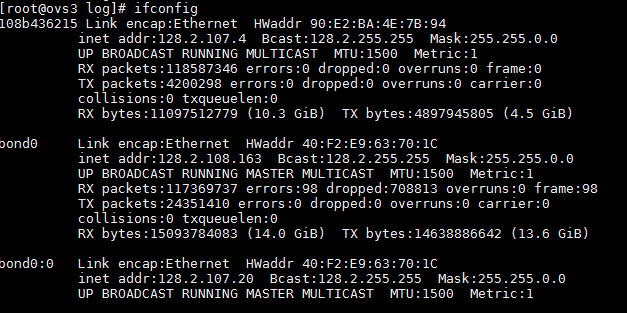 [root@ovs3 log]# ifconfig
108b436215 Link encap:Ethernet  HWaddr 90:E2:BA:4E:7B:94
          inet addr:128.2.107.4  Bcast:128.2.255.255  Mask:255.255.0.0
          UP BROADCAST RUNNING MULTICAST  MTU:1500  Metric:1
          RX packets:118587346 errors:0 dropped:0 overruns:0 frame:0
          TX packets:4200298 errors:0 dropped:0 overruns:0 carrier:0
          collisions:0 txqueuelen:0
          RX bytes:11097512779 (10.3 GiB)  TX bytes:4897945805 (4.5 GiB)

bond0     Link encap:Ethernet  HWaddr 40:F2:E9:63:70:1C
          inet addr:128.2.108.163  Bcast:128.2.255.255  Mask:255.255.0.0
          UP BROADCAST RUNNING MASTER MULTICAST  MTU:1500  Metric:1
          RX packets:117369737 errors:98 dropped:708813 overruns:0 frame:98
          TX packets:24351410 errors:0 dropped:0 overruns:0 carrier:0
          collisions:0 txqueuelen:0
          RX bytes:15093784083 (14.0 GiB)  TX bytes:14638886642 (13.6 GiB)

bond0:0   Link encap:Ethernet  HWaddr 40:F2:E9:63:70:1C
          inet addr:128.2.107.20  Bcast:128.2.255.255  Mask:255.255.0.0
          UP BROADCAST RUNNING MASTER MULTICAST  MTU:1500  Metric:1